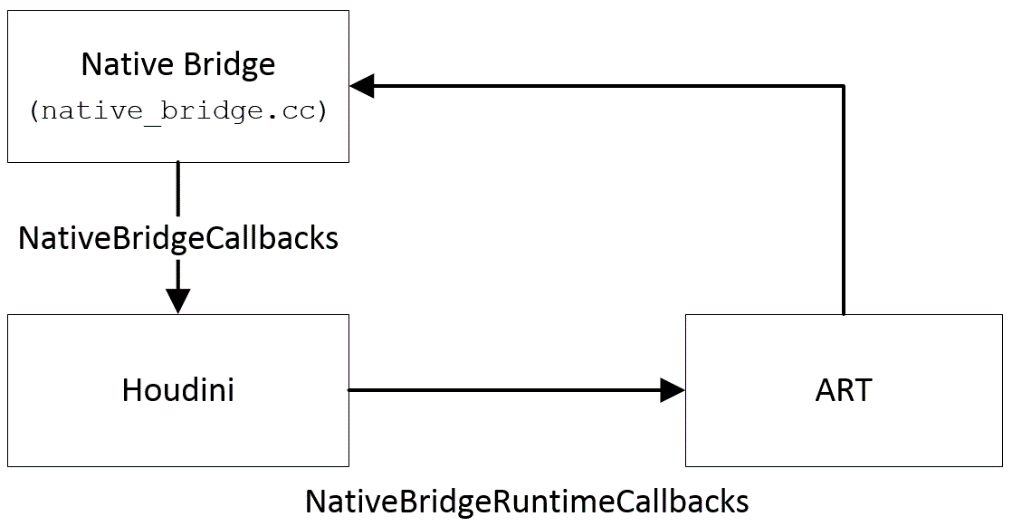 Native Bridge
(native_bridge.cc)
NativeBridgeCallbacks
Houdini
ART
NativeBridgeRuntimeCallbacks